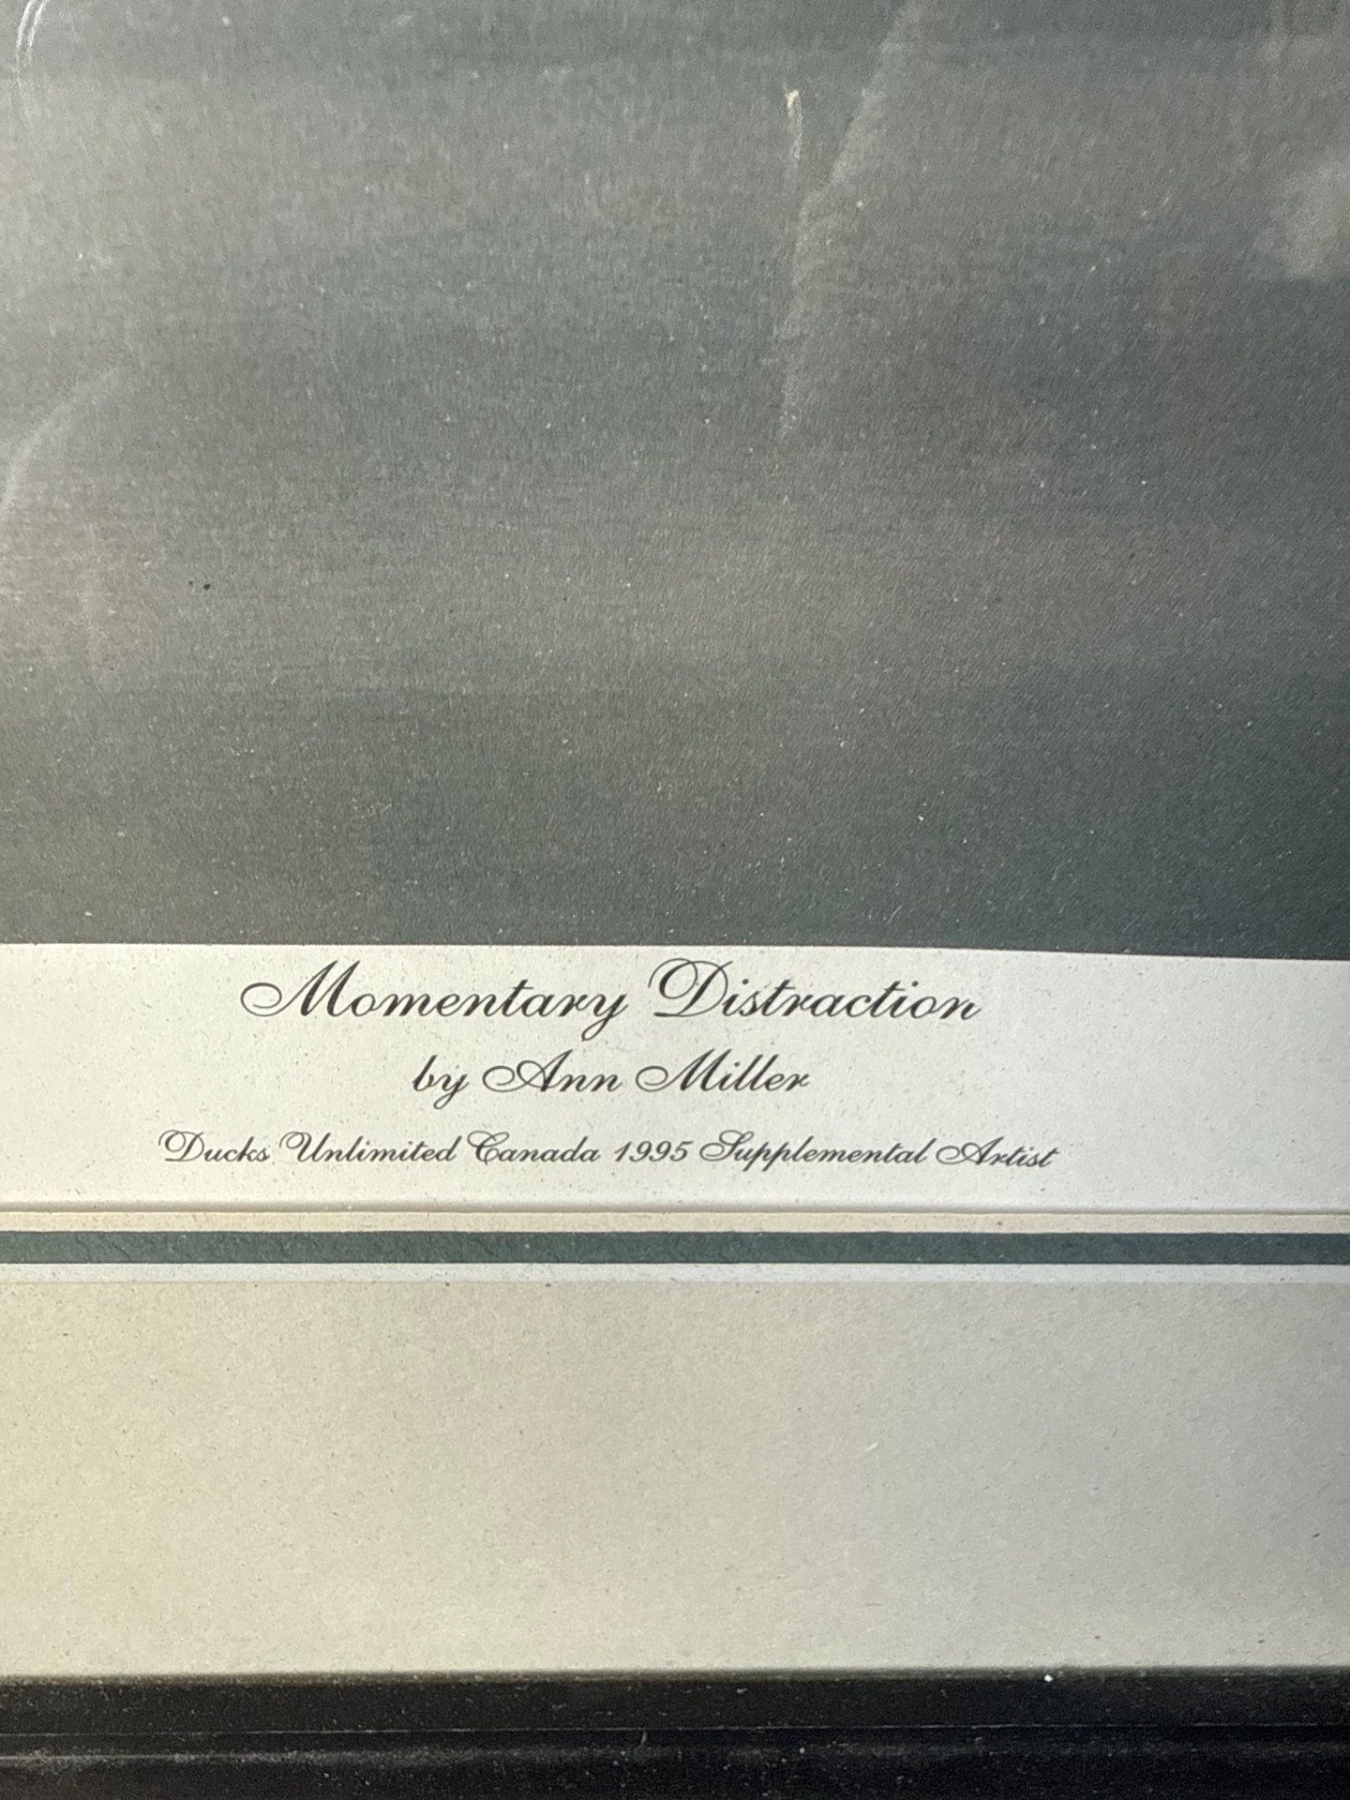 Momentary Distraction
by Ann Miller
Ducks Unlimited Canada 1995 Supplemental Artist